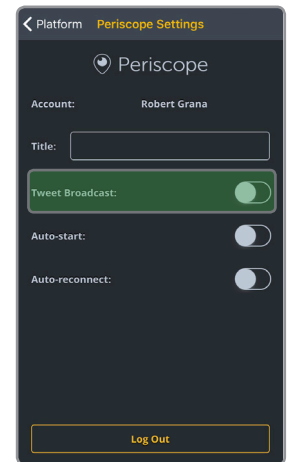 Platform Periscope Settings
Periscope
Account: Robert Grana
Title:
Tweet Broadcast:
Auto-start:
Auto-reconnect:
Log Out